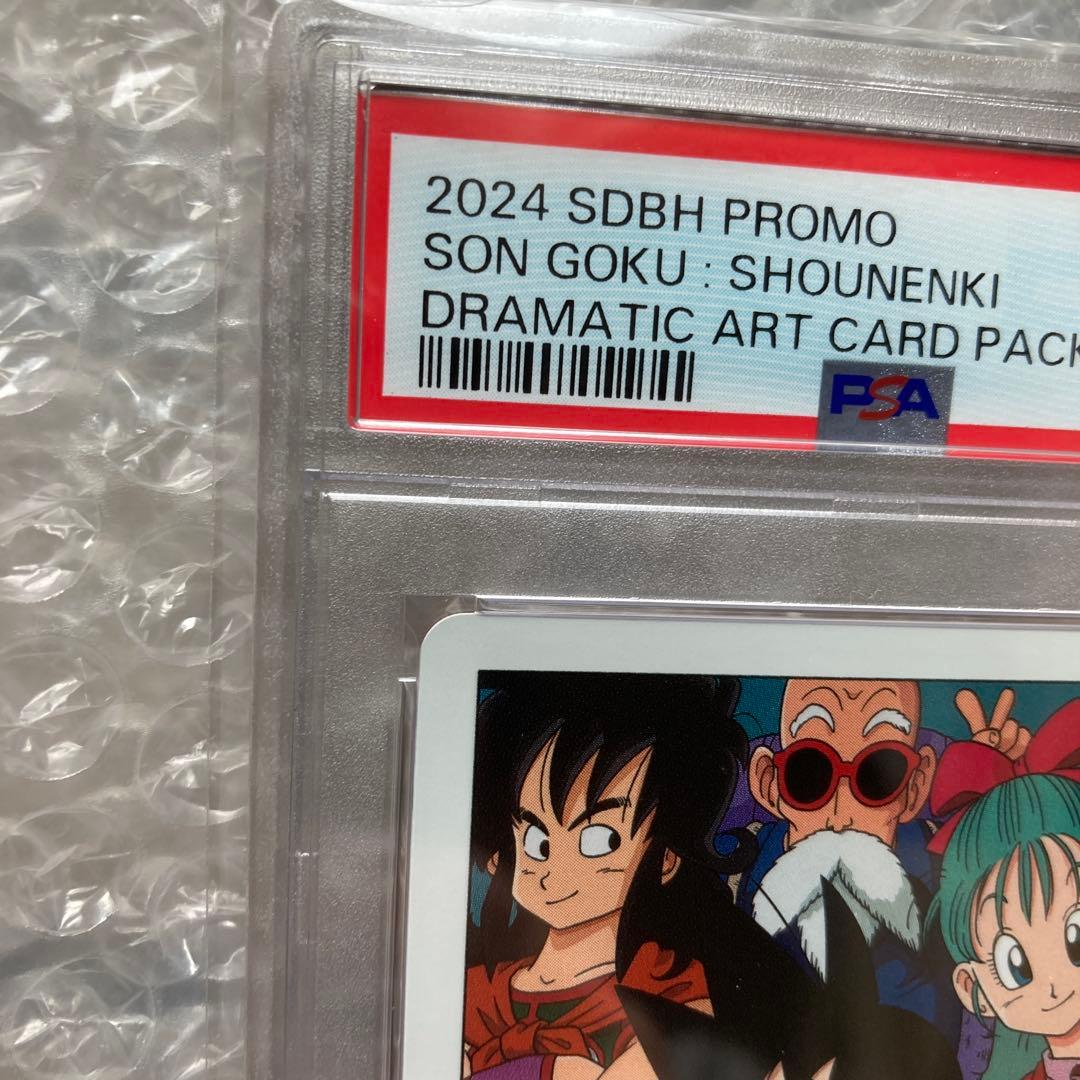 2024 SDBH PROMO
SON GOKU : SHOUNENKI
DRAMATIC ART CARD PACK
PSA